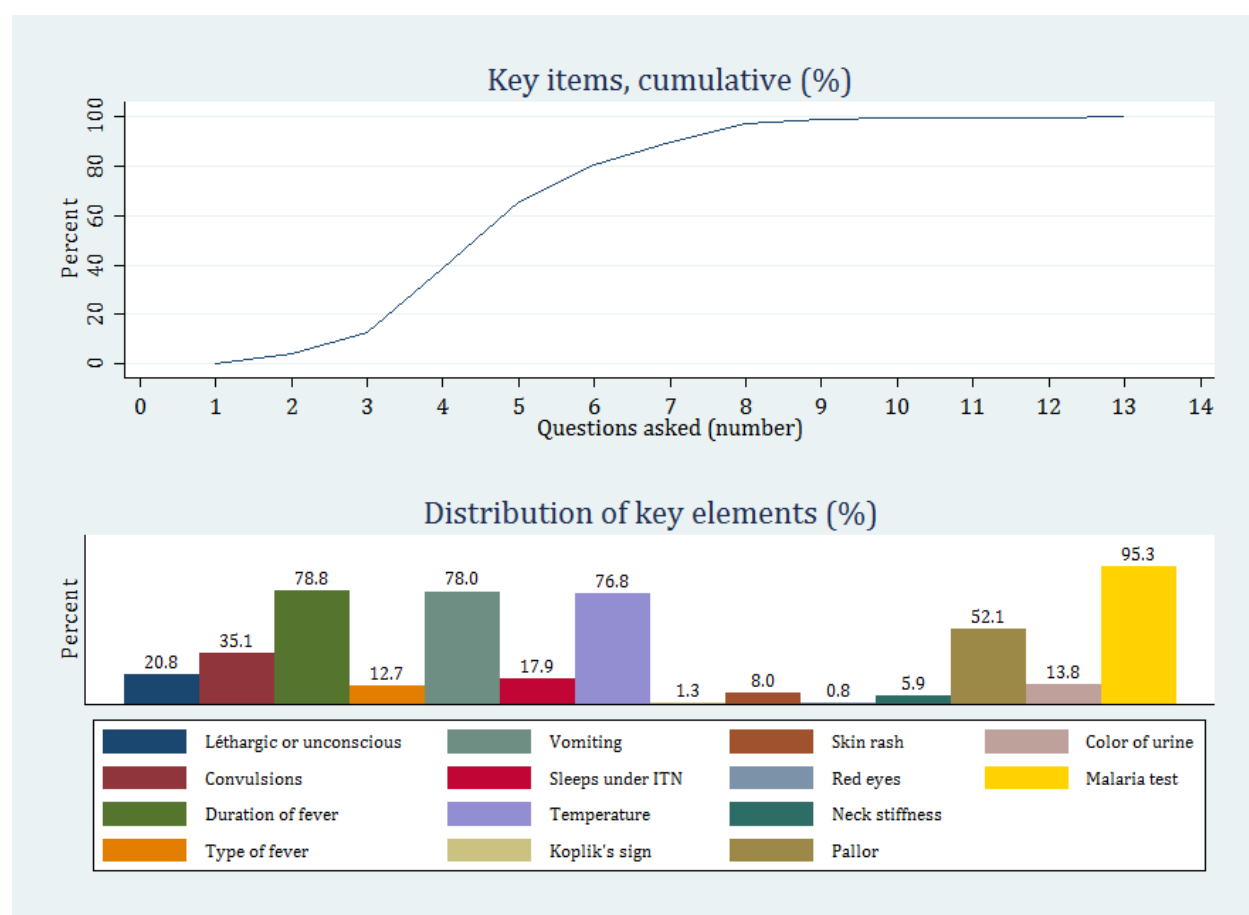 Key items, cumulative (%)
Percent
100
80
60
40
20
0
0 1 2 3 4 5 6 7 8 9 10 11 12 13 14
Questions asked (number)
Distribution of key elements (%)
Percent
20.8 35.1 78.8 12.7 78.0 17.9 76.8 1.3 8.0 0.8 5.9 52.1 13.8 95.3
Léthargic or unconscious Vomiting Skin rash Color of urine
Convulsions Sleeps under ITN Red eyes Malaria test
Duration of fever Temperature Neck stiffness
Type of fever Koplik's sign Pallor